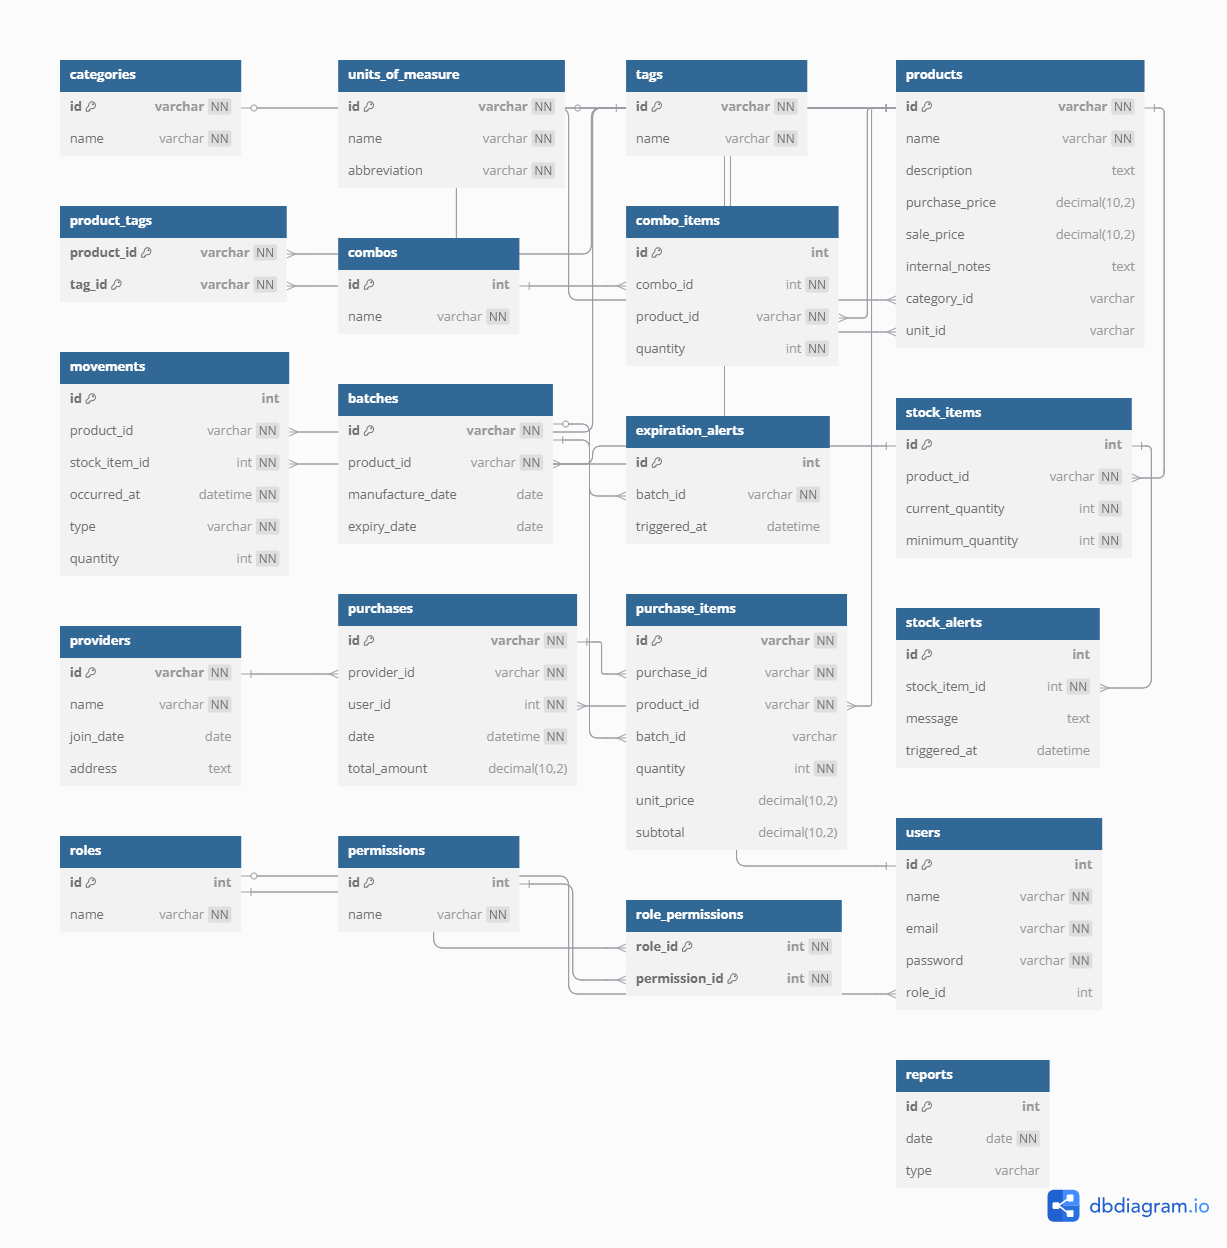 categories
id varchar NN
name varchar NN
units_of_measure
id varchar NN
name varchar NN
abbreviation varchar NN
tags
id varchar NN
name varchar NN
products
id varchar NN
name varchar NN
description text
purchase_price decimal(10,2)
sale_price decimal(10,2)
internal_notes text
category_id varchar
unit_id varchar
product_tags
product_id varchar NN
tag_id varchar NN
combos
id int
name varchar NN
combo_items
id int
combo_id int NN
product_id varchar NN
quantity int NN
movements
id int
product_id varchar NN
stock_item_id int NN
occurred_at datetime NN
type varchar NN
quantity int NN
batches
id varchar NN
product_id varchar NN
manufacture_date date
expiry_date date
expiration_alerts
id int
batch_id varchar NN
triggered_at datetime
stock_items
id int
product_id varchar NN
current_quantity int NN
minimum_quantity int NN
providers
id varchar NN
name varchar NN
join_date date
address text
purchases
id varchar NN
provider_id varchar NN
user_id int NN
date datetime NN
total_amount decimal(10,2)
purchase_items
id varchar NN
purchase_id varchar NN
product_id varchar NN
batch_id varchar
quantity int NN
unit_price decimal(10,2)
subtotal decimal(10,2)
stock_alerts
id int
stock_item_id int NN
message text
triggered_at datetime
roles
id int
name varchar NN
permissions
id int
name varchar NN
role_permissions
role_id int NN
permission_id int NN
users
id int
name varchar NN
email varchar NN
password varchar NN
role_id int
reports
id int
date date NN
type varchar
dbdiagram.io